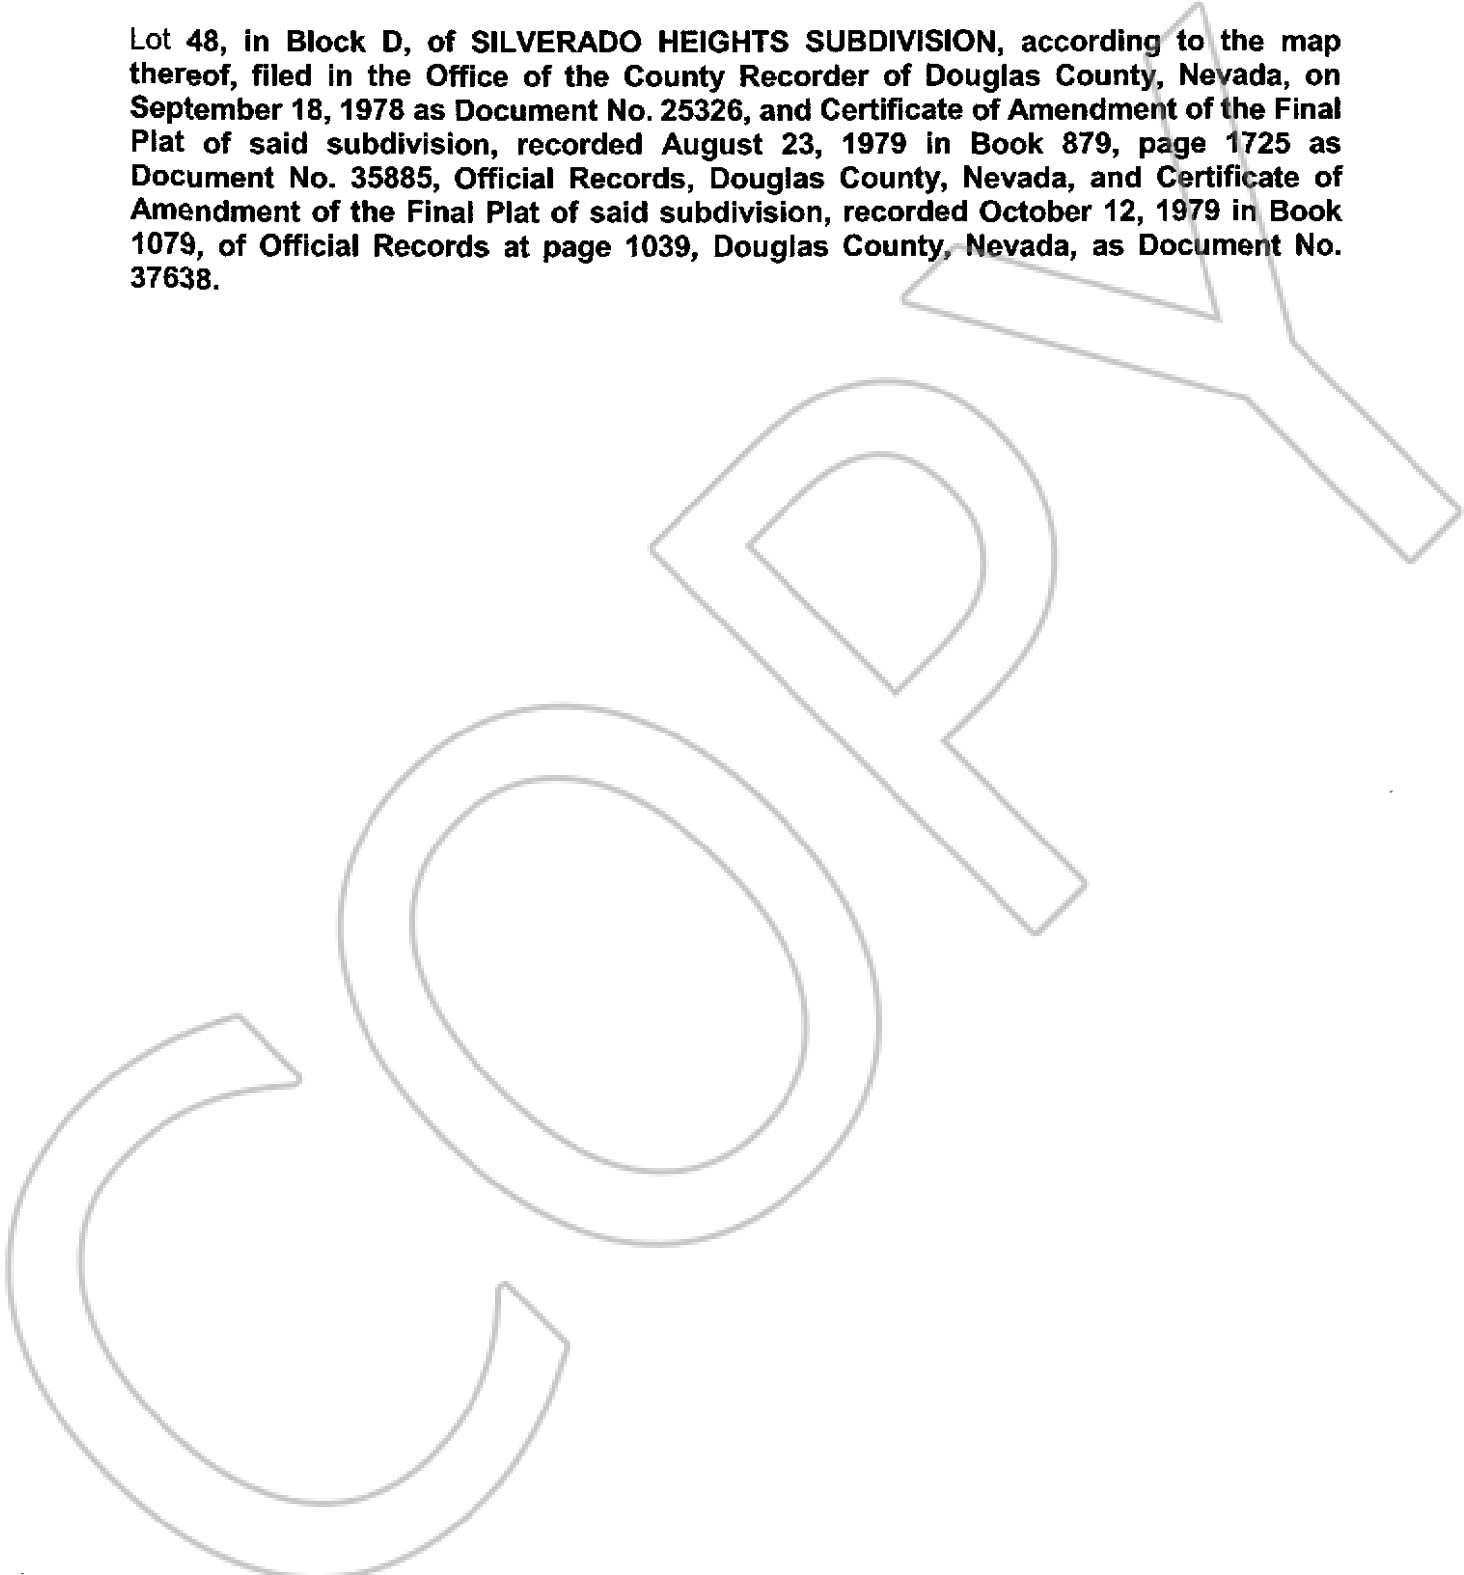 Lot 48, in Block D, of SILVERADO HEIGHTS SUBDIVISION, according to the map
thereof, filed in the Office of the County Recorder of Douglas County, Nevada, on
September 18, 1978 as Document No. 25326, and Certificate of Amendment of the Final
Plat of said subdivision, recorded August 23, 1979 in Book 879, page 1725 as
Document No. 35885, Official Records, Douglas County, Nevada, and Certificate of
Amendment of the Final Plat of said subdivision, recorded October 12, 1979 in Book
1079, of Official Records at page 1039, Douglas County, Nevada, as Document No.
37638.
COPY